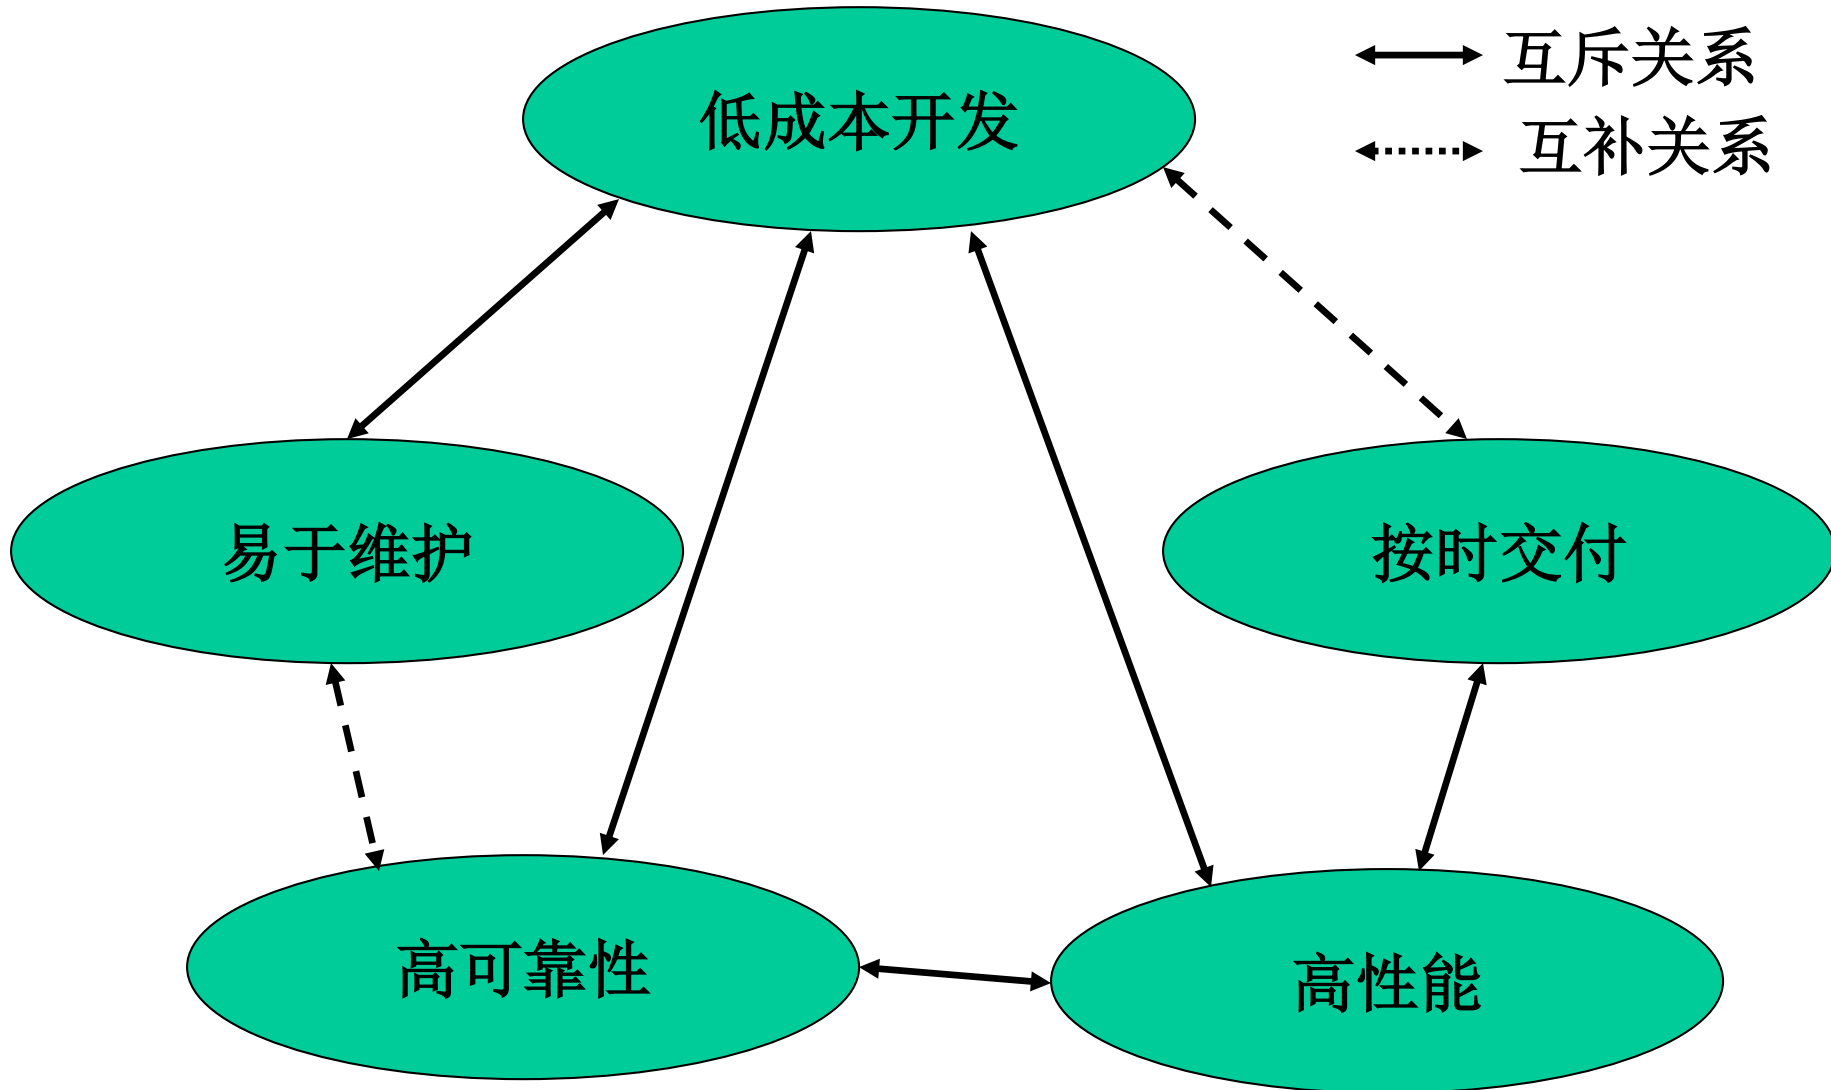 低成本开发
互斥关系
互补关系
易于维护
按时交付
高可靠性
高性能